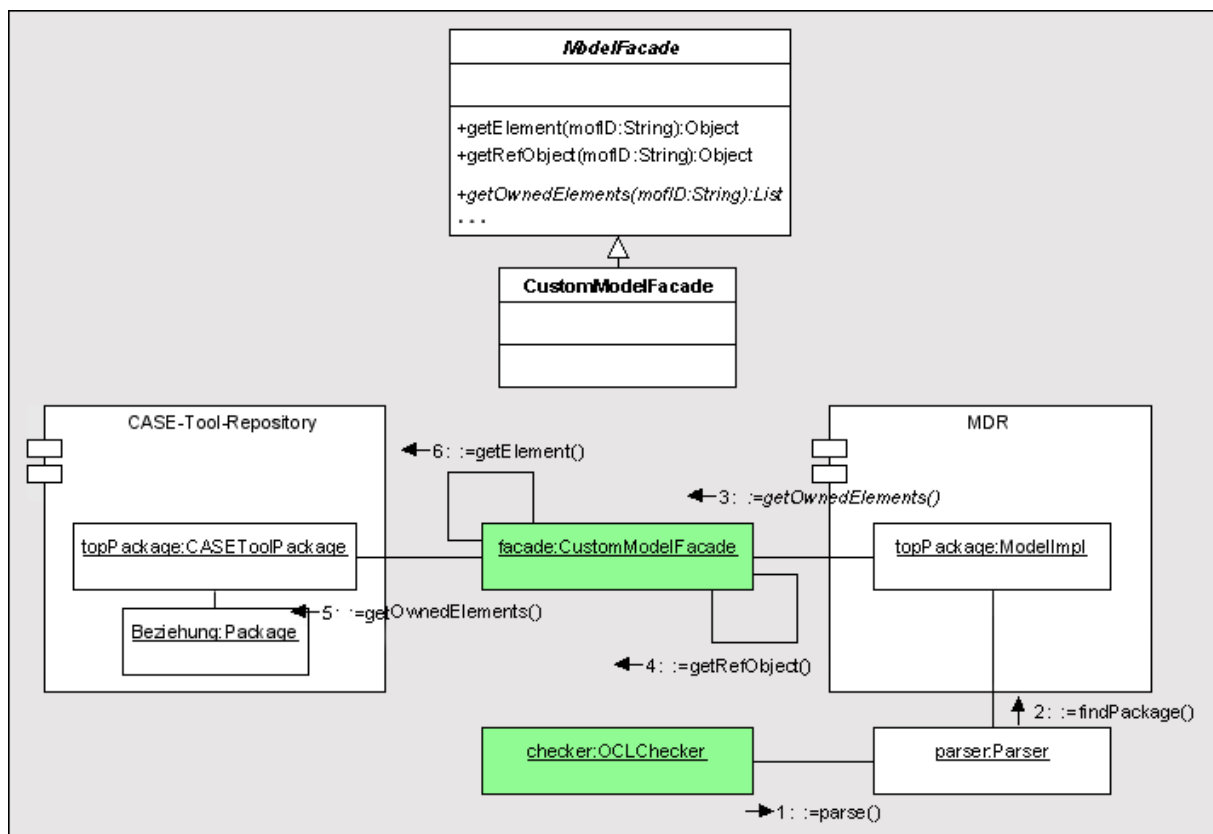 ModelFacade
+getElement(mofID:String):Object
+getRefObject(mofID:String):Object
+getOwnedElements(mofID:String):List
...
CustomModelFacade
CASE-Tool-Repository
MDR
6: :=getElement()
3: :=getOwnedElements()
topPackage:CASEToolPackage
facade:CustomModelFacade
topPackage:ModelImpl
5: :=getOwnedElements()
Beziehung:Package
4: :=getRefObject()
2: :=findPackage()
checker:OCLChecker
parser:Parser
1: :=parse()